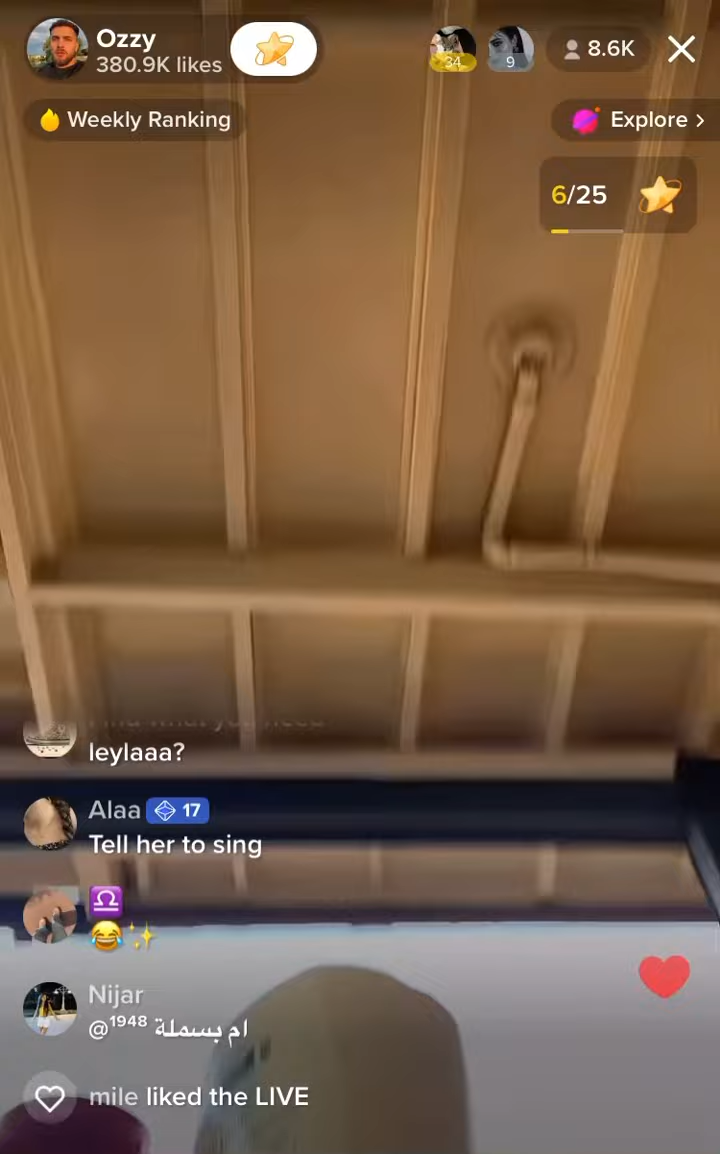 Ozzy
380.9K likes
34
9
8.6K
Weekly Ranking
Explore
6/25
leylaaa?
Alaa 17
Tell her to sing
Nijar
@¹⁹⁴⁸ ام بسملة
mile liked the LIVE